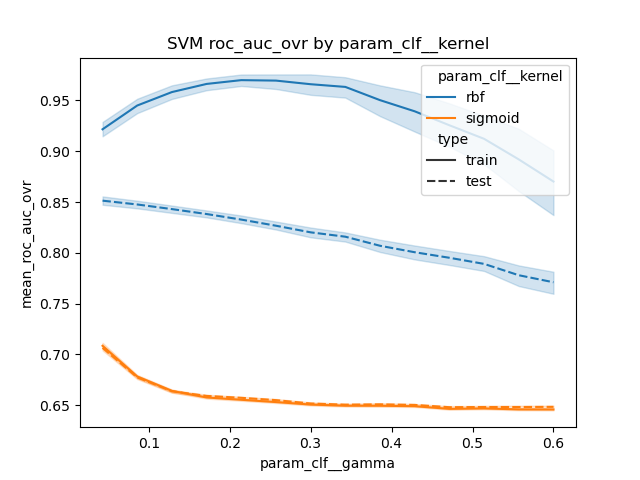 SVM roc_auc_ovr by param_clf__kernel
param_clf__kernel
rbf
sigmoid
type
train
test
mean_roc_auc_ovr
0.95
0.90
0.85
0.80
0.75
0.70
0.65
0.1
0.2
0.3
0.4
0.5
0.6
param_clf__gamma